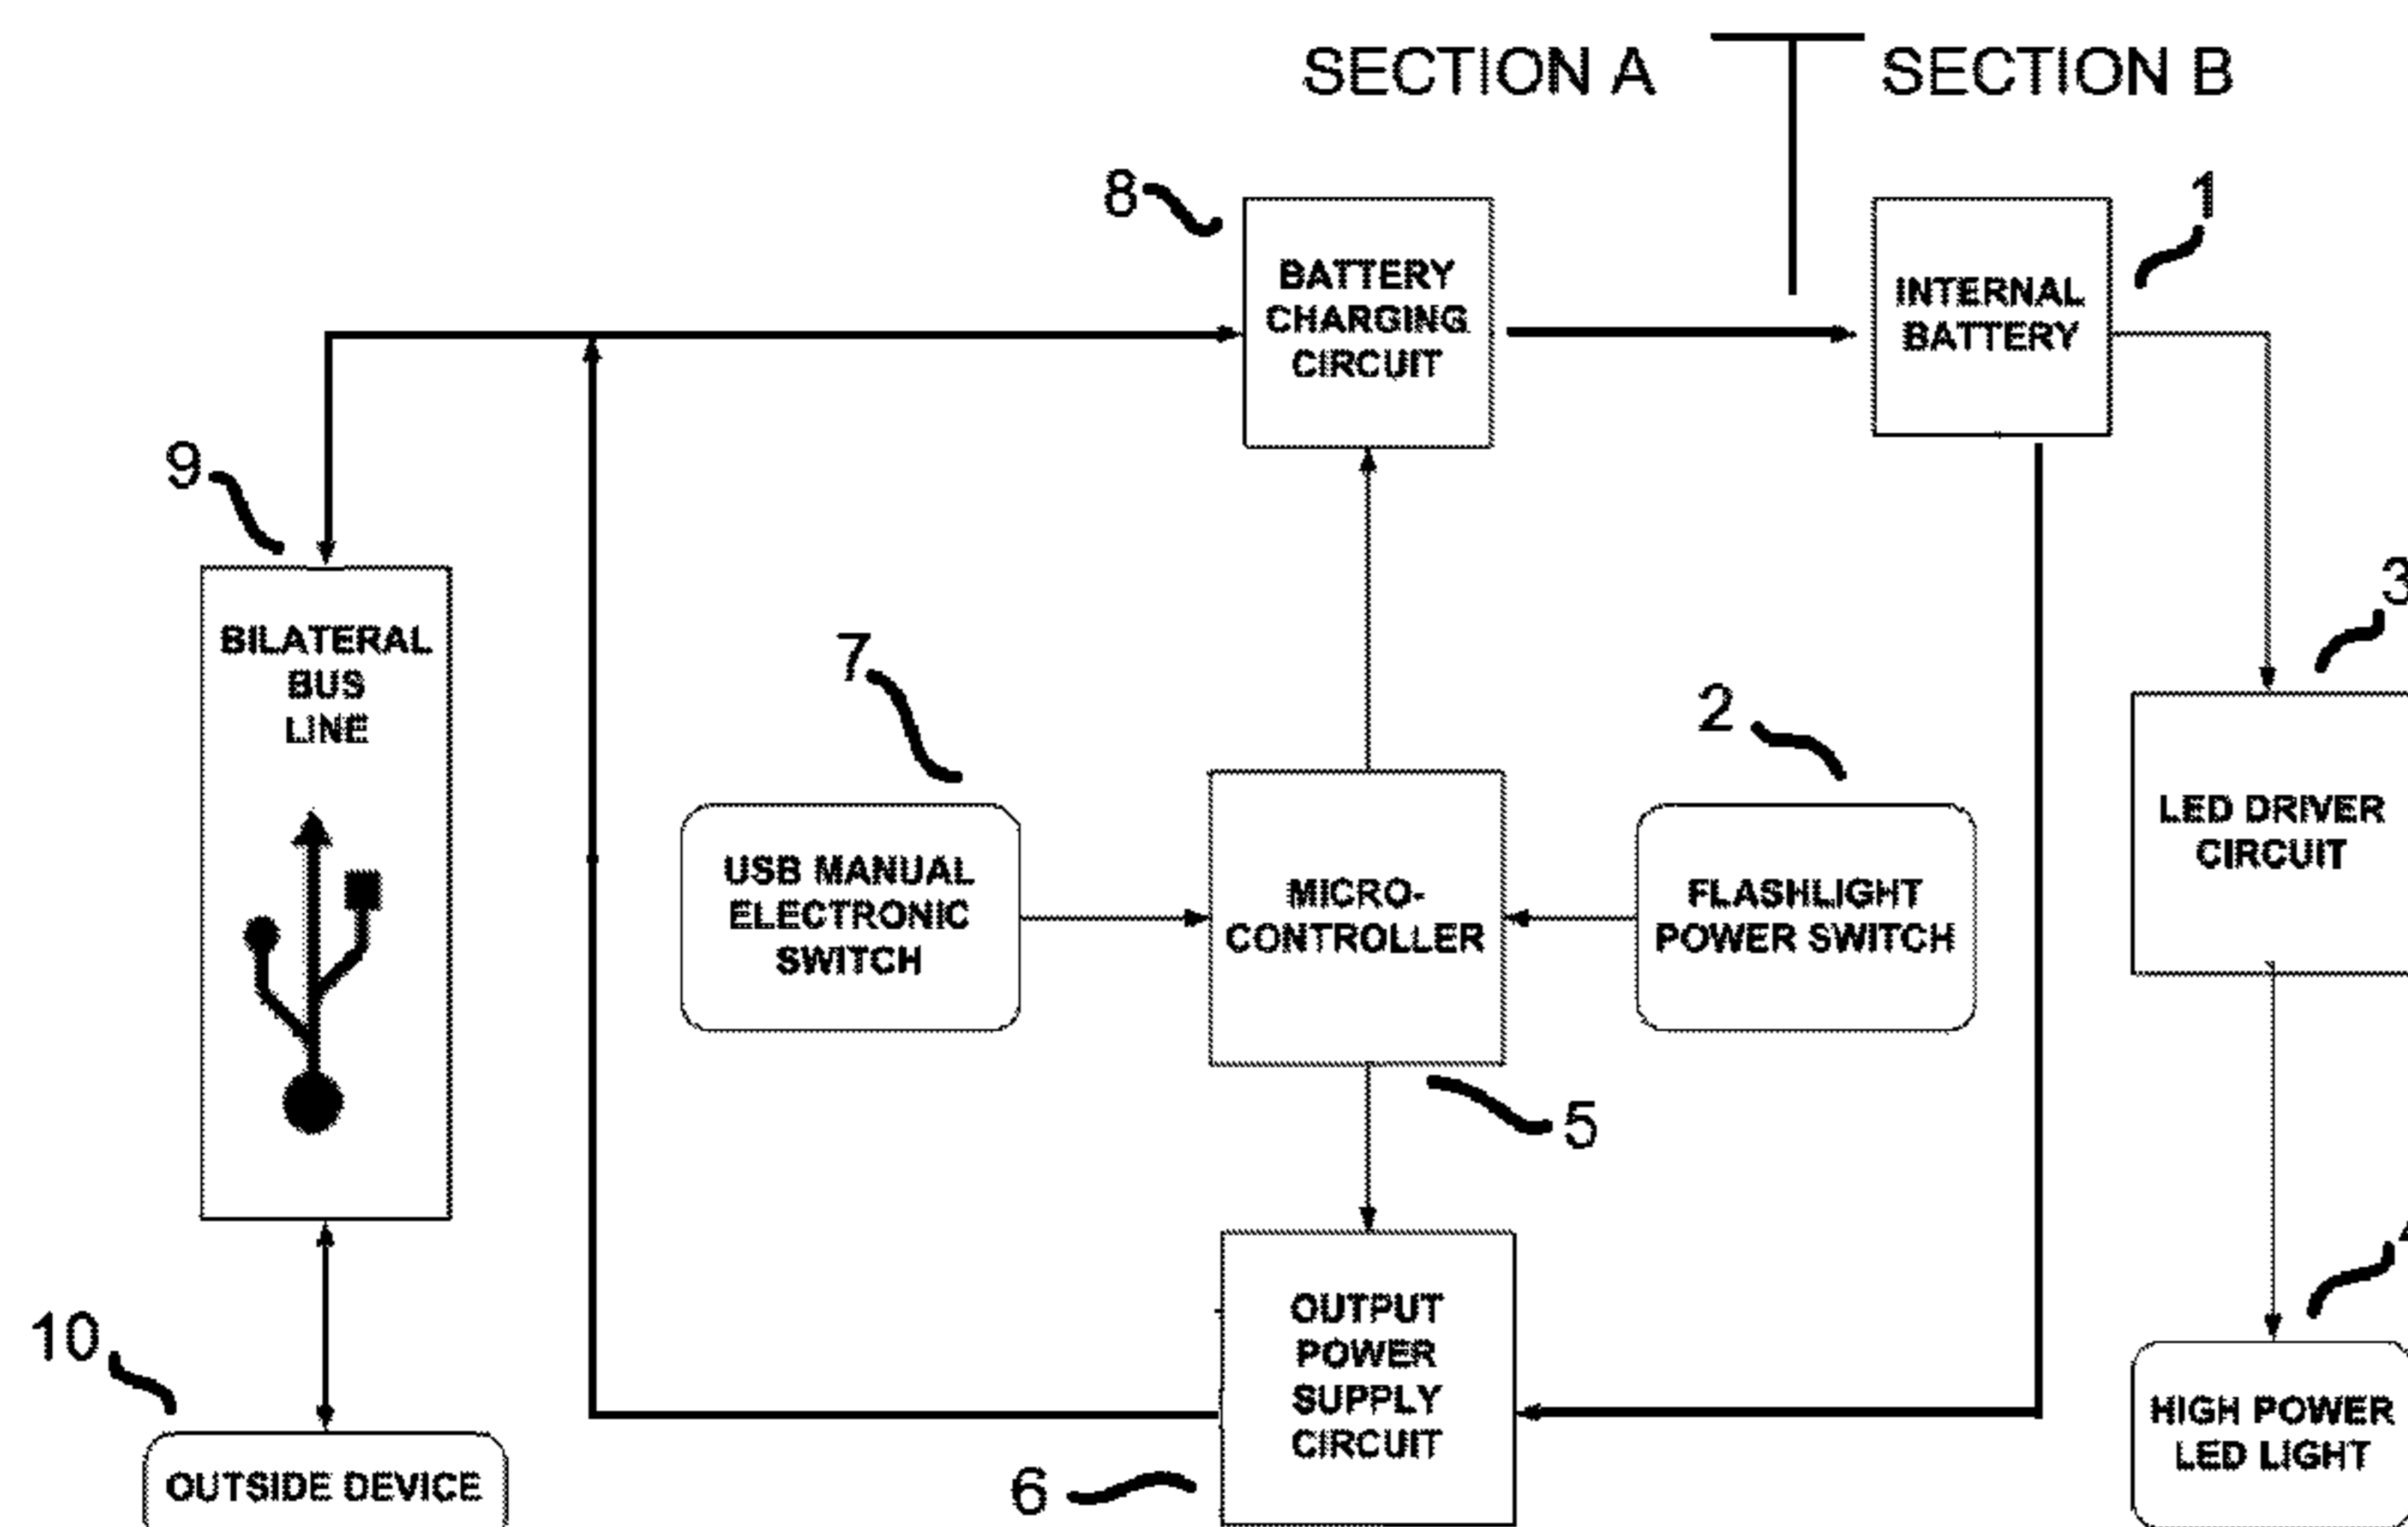 SECTION A
SECTION B
8
BATTERY
CHARGING
CIRCUIT
1
INTERNAL
BATTERY
9
BILATERAL
BUS
LINE
7
USB MANUAL
ELECTRONIC
SWITCH
MICRO-
CONTROLLER
5
2
FLASHLIGHT
POWER SWITCH
3
LED DRIVER
CIRCUIT
10
OUTSIDE DEVICE
OUTPUT
POWER
SUPPLY
CIRCUIT
6
4
HIGH POWER
LED LIGHT